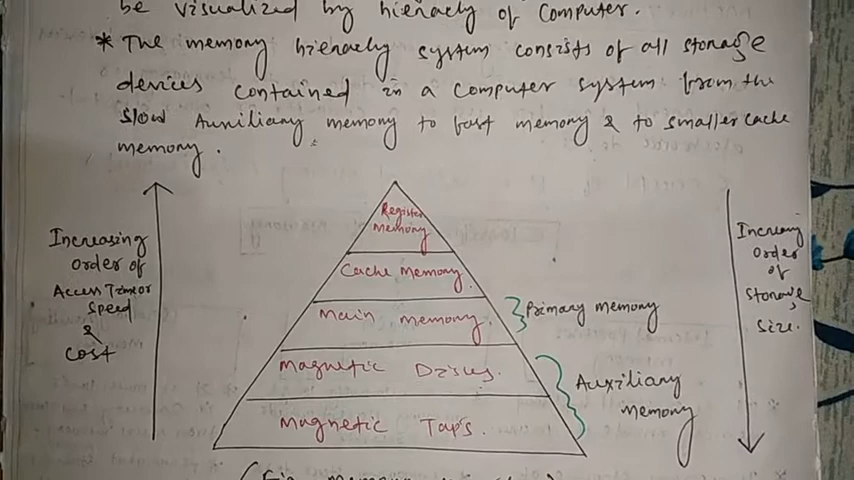 be visualized by hierarchy of Computer.
* The memory hierachy system consists of all storage
devices contained in a computer system from the
slow Auxiliary memory to fast memory & to smaller cache
memory.
Register
Memory
Cache Memory
Main Memory.
Magnetic Disks.
Magnetic Taps.
Increasing
order of
Access Time or
Speed
&
Cost
Primary memory
Auxiliary
memory
Increasing
Order
of
Storage
Size.